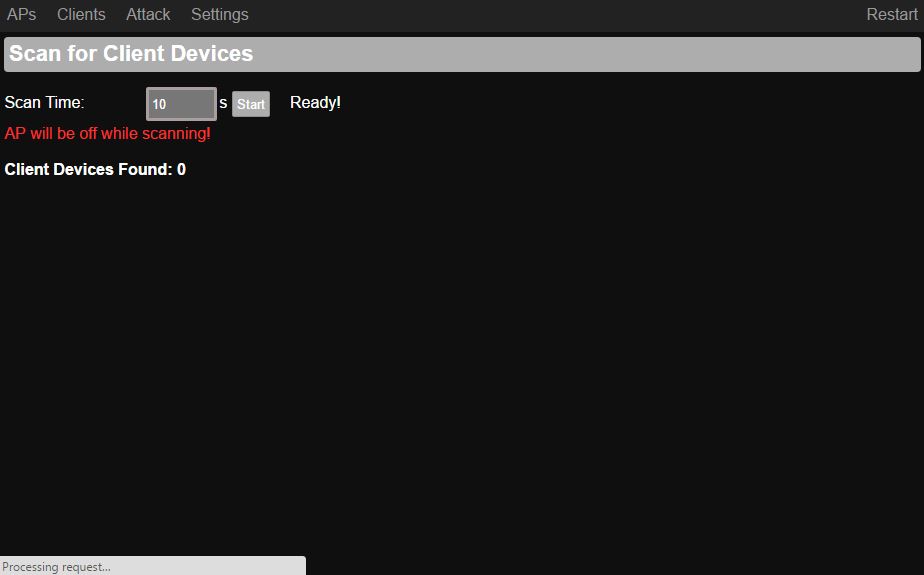 APs Clients Attack Settings Restart
Scan for Client Devices
Scan Time: 10 s Start Ready!
AP will be off while scanning!
Client Devices Found: 0
Processing request...